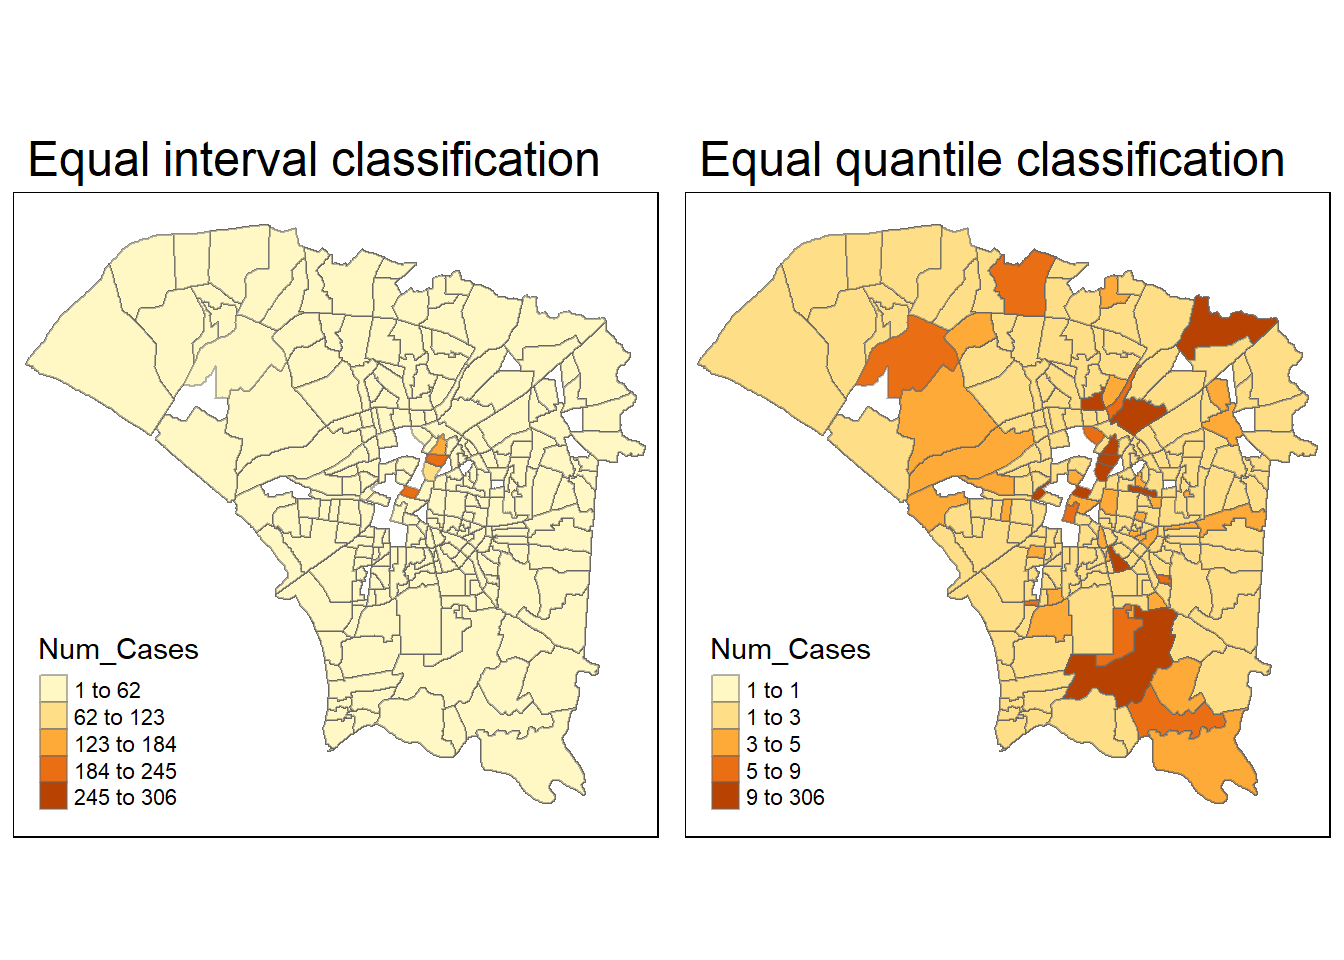 Equal interval classification
Num_Cases
1 to 62
62 to 123
123 to 184
184 to 245
245 to 306
Equal quantile classification
Num_Cases
1 to 1
1 to 3
3 to 5
5 to 9
9 to 306